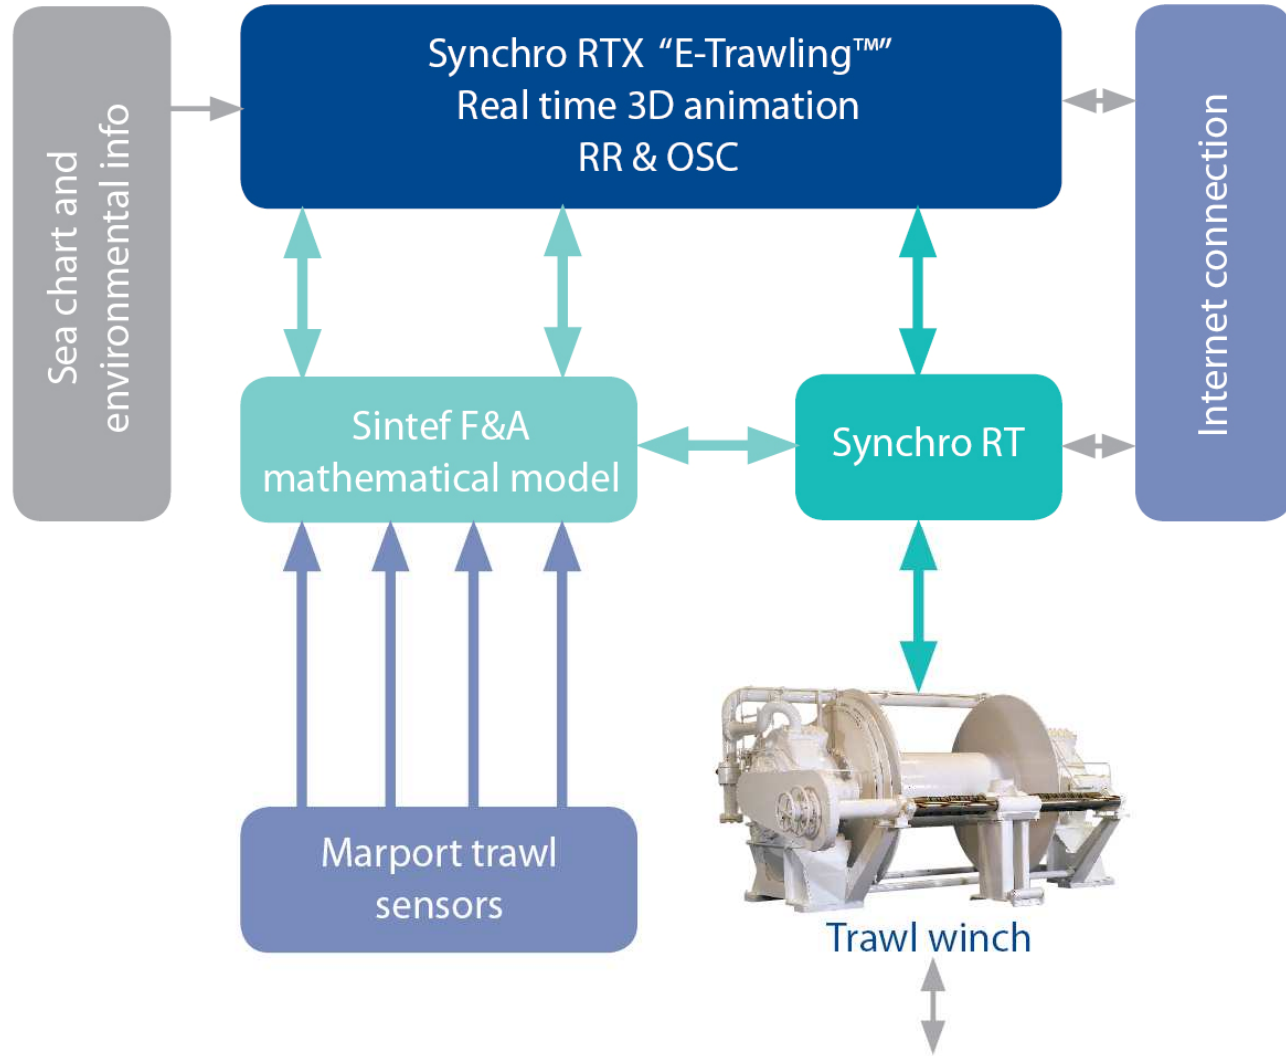 Synchro RTX “E-Trawling™”
Real time 3D animation
RR & OSC
Sea chart and
environmental info
Internet connection
Sintef F&A
mathematical model
Synchro RT
Marport trawl
sensors
Trawl winch